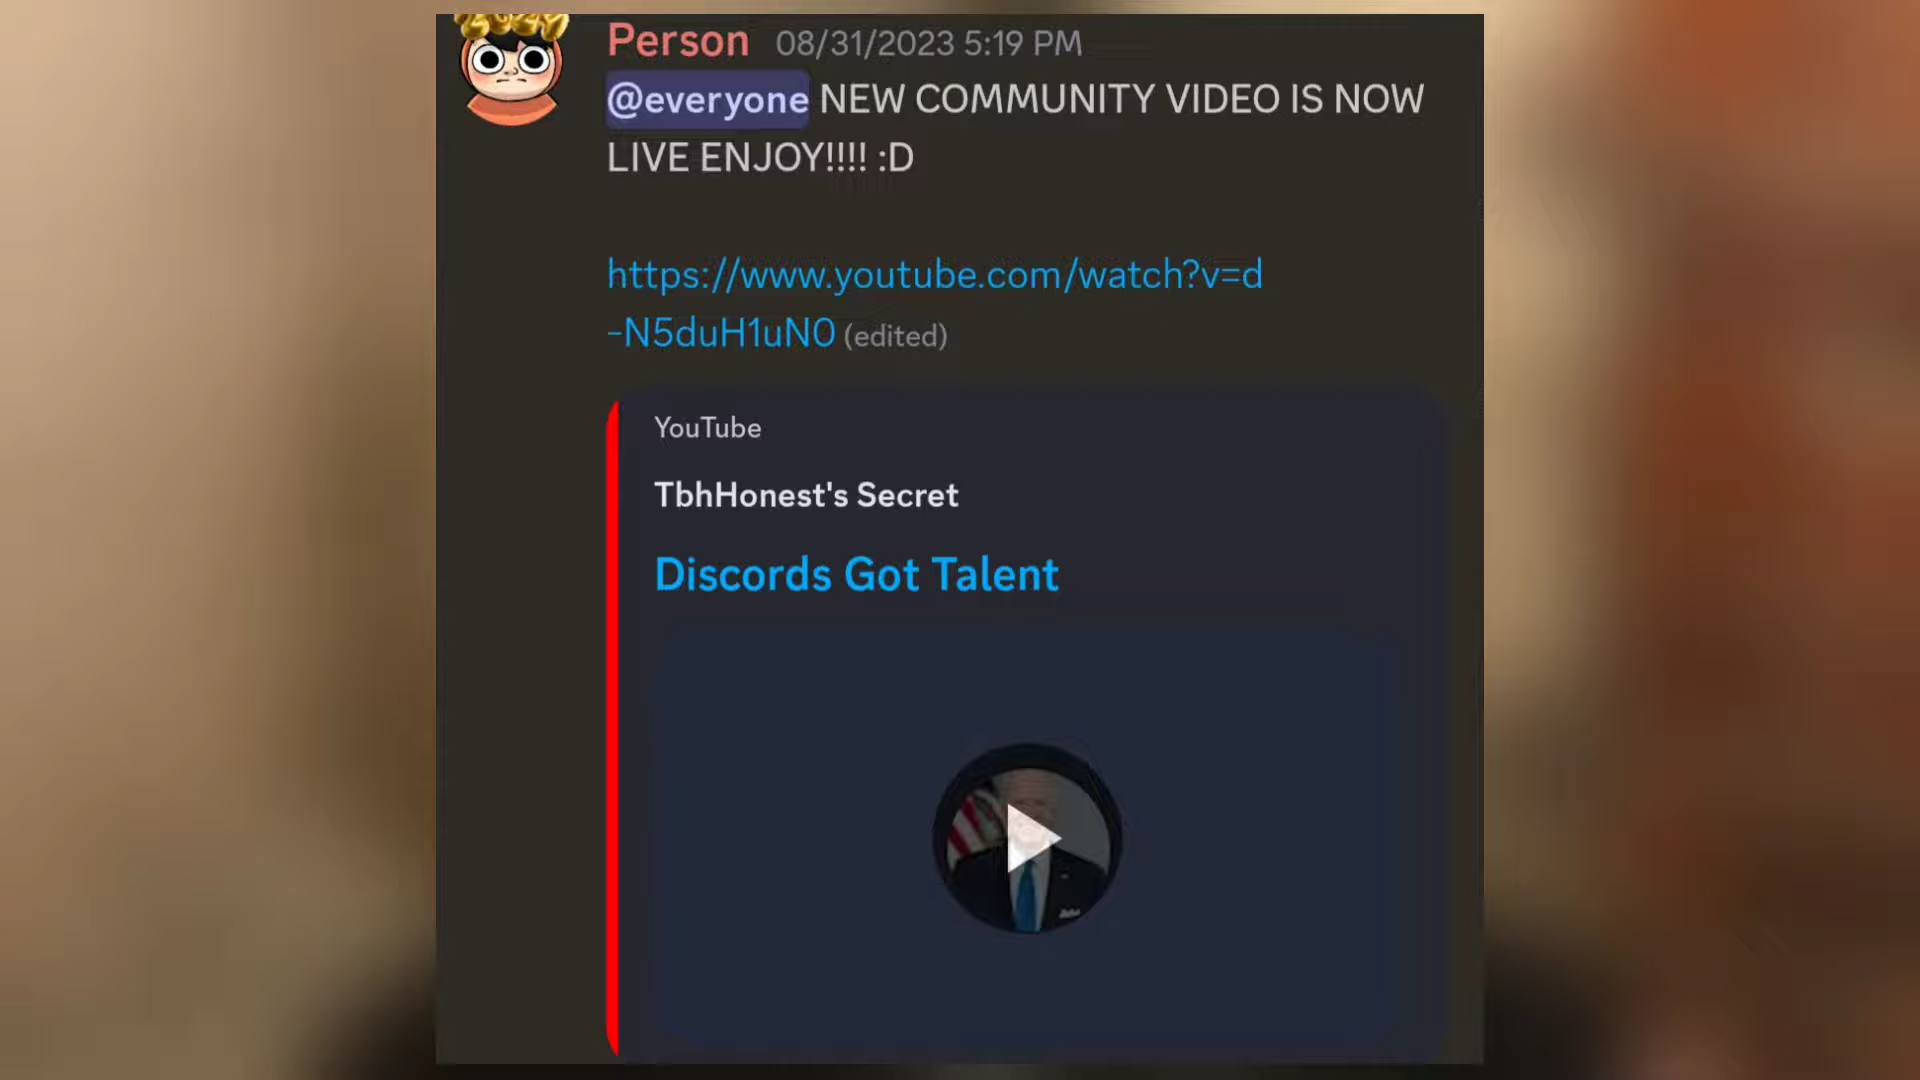 Person 08/31/2023 5:19 PM
@everyone NEW COMMUNITY VIDEO IS NOW
LIVE ENJOY!!!! :D
https://www.youtube.com/watch?v=d
-N5duH1uN0 (edited)
YouTube
TbhHonest's Secret
Discords Got Talent